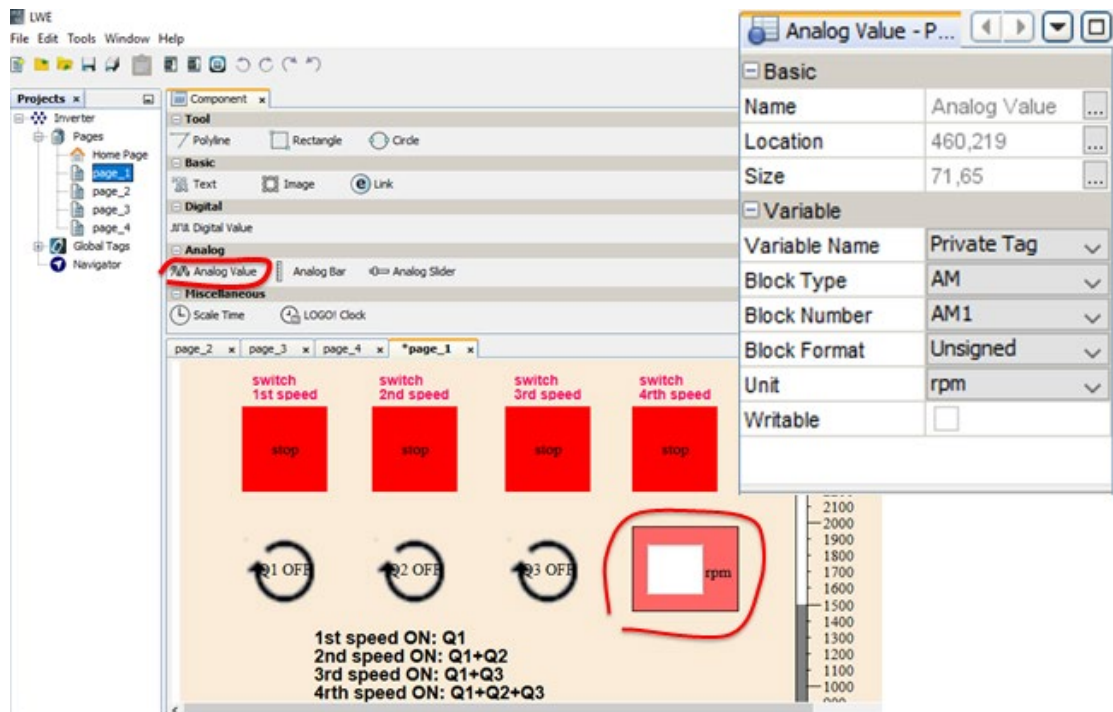 LWE
File Edit Tools Window Help
Projects
Inverter
Pages
Home Page
page_1
page_2
page_3
page_4
Global Tags
Navigator
Component
Tool
Polyline Rectangle Circle
Basic
Text Image Link
Digital
Digital Value
Analog
Analog Value Analog Bar Analog Slider
Miscellaneous
Scale Time LOGO! Clock
page_2 page_3 page_4 *page_1
switch switch switch switch
1st speed 2nd speed 3rd speed 4rth speed
stop stop stop stop
Q1 OFF Q2 OFF Q3 OFF rpm
1st speed ON: Q1
2nd speed ON: Q1+Q2
3rd speed ON: Q1+Q3
4rth speed ON: Q1+Q2+Q3
2100
2000
1900
1800
1700
1600
1500
1400
1300
1200
1100
1000
Analog Value - P...
Basic
Name Analog Value ...
Location 460,219 ...
Size 71,65 ...
Variable
Variable Name Private Tag
Block Type AM
Block Number AM1
Block Format Unsigned
Unit rpm
Writable